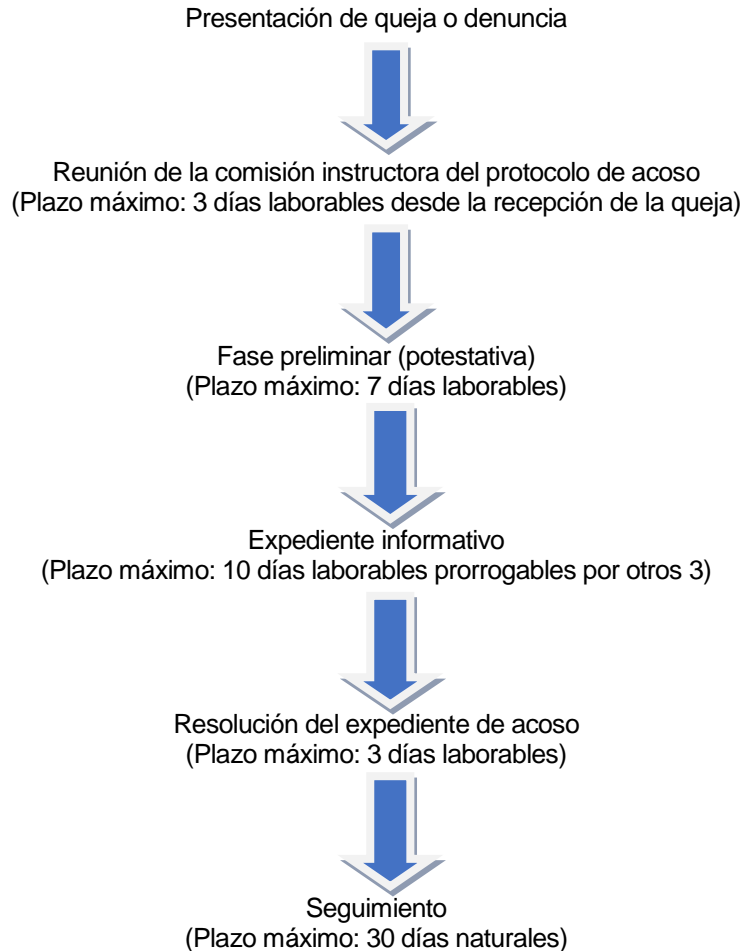 Presentación de queja o denuncia
Reunión de la comisión instructora del protocolo de acoso
(Plazo máximo: 3 días laborables desde la recepción de la queja)
Fase preliminar (potestativa)
(Plazo máximo: 7 días laborables)
Expediente informativo
(Plazo máximo: 10 días laborables prorrogables por otros 3)
Resolución del expediente de acoso
(Plazo máximo: 3 días laborables)
Seguimiento
(Plazo máximo: 30 días naturales)